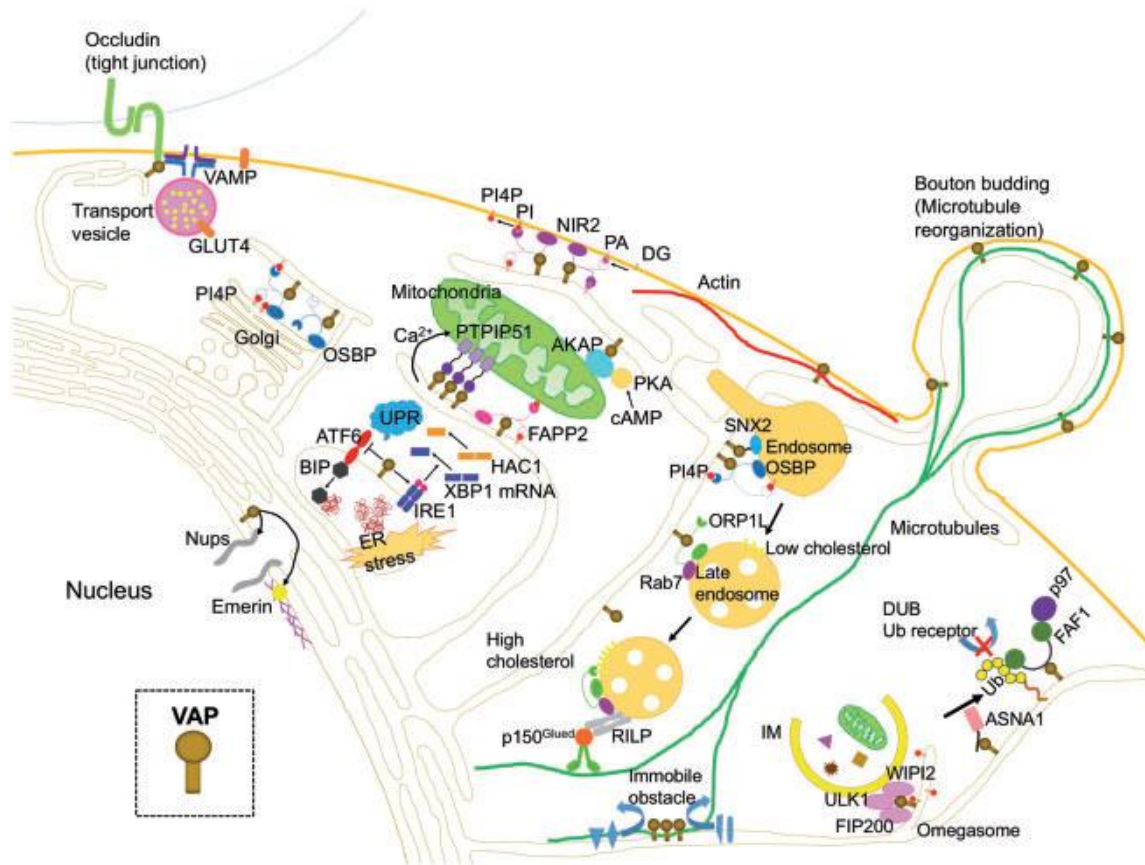 Occludin
(tight junction)
VAMP
Transport
vesicle
GLUT4
PI4P
PI
NIR2
PA
DG
Bouton budding
(Microtubule
reorganization)
Actin
PI4P
Golgi
OSBP
Mitochondria
Ca2+
PTPIP51
AKAP
PKA
cAMP
FAPP2
UPR
ATF6
BIP
HAC1
XBP1 mRNA
IRE1
ER
stress
SNX2
Endosome
PI4P
OSBP
Nups
Nucleus
Emerin
ORP1L
Low cholesterol
Rab7
Late
endosome
Microtubules
High
cholesterol
p150Glued
RILP
p97
DUB
Ub receptor
FAF1
Ub
ASNA1
IM
WIPI2
ULK1
FIP200
Omegasome
Immobile
obstacle
VAP